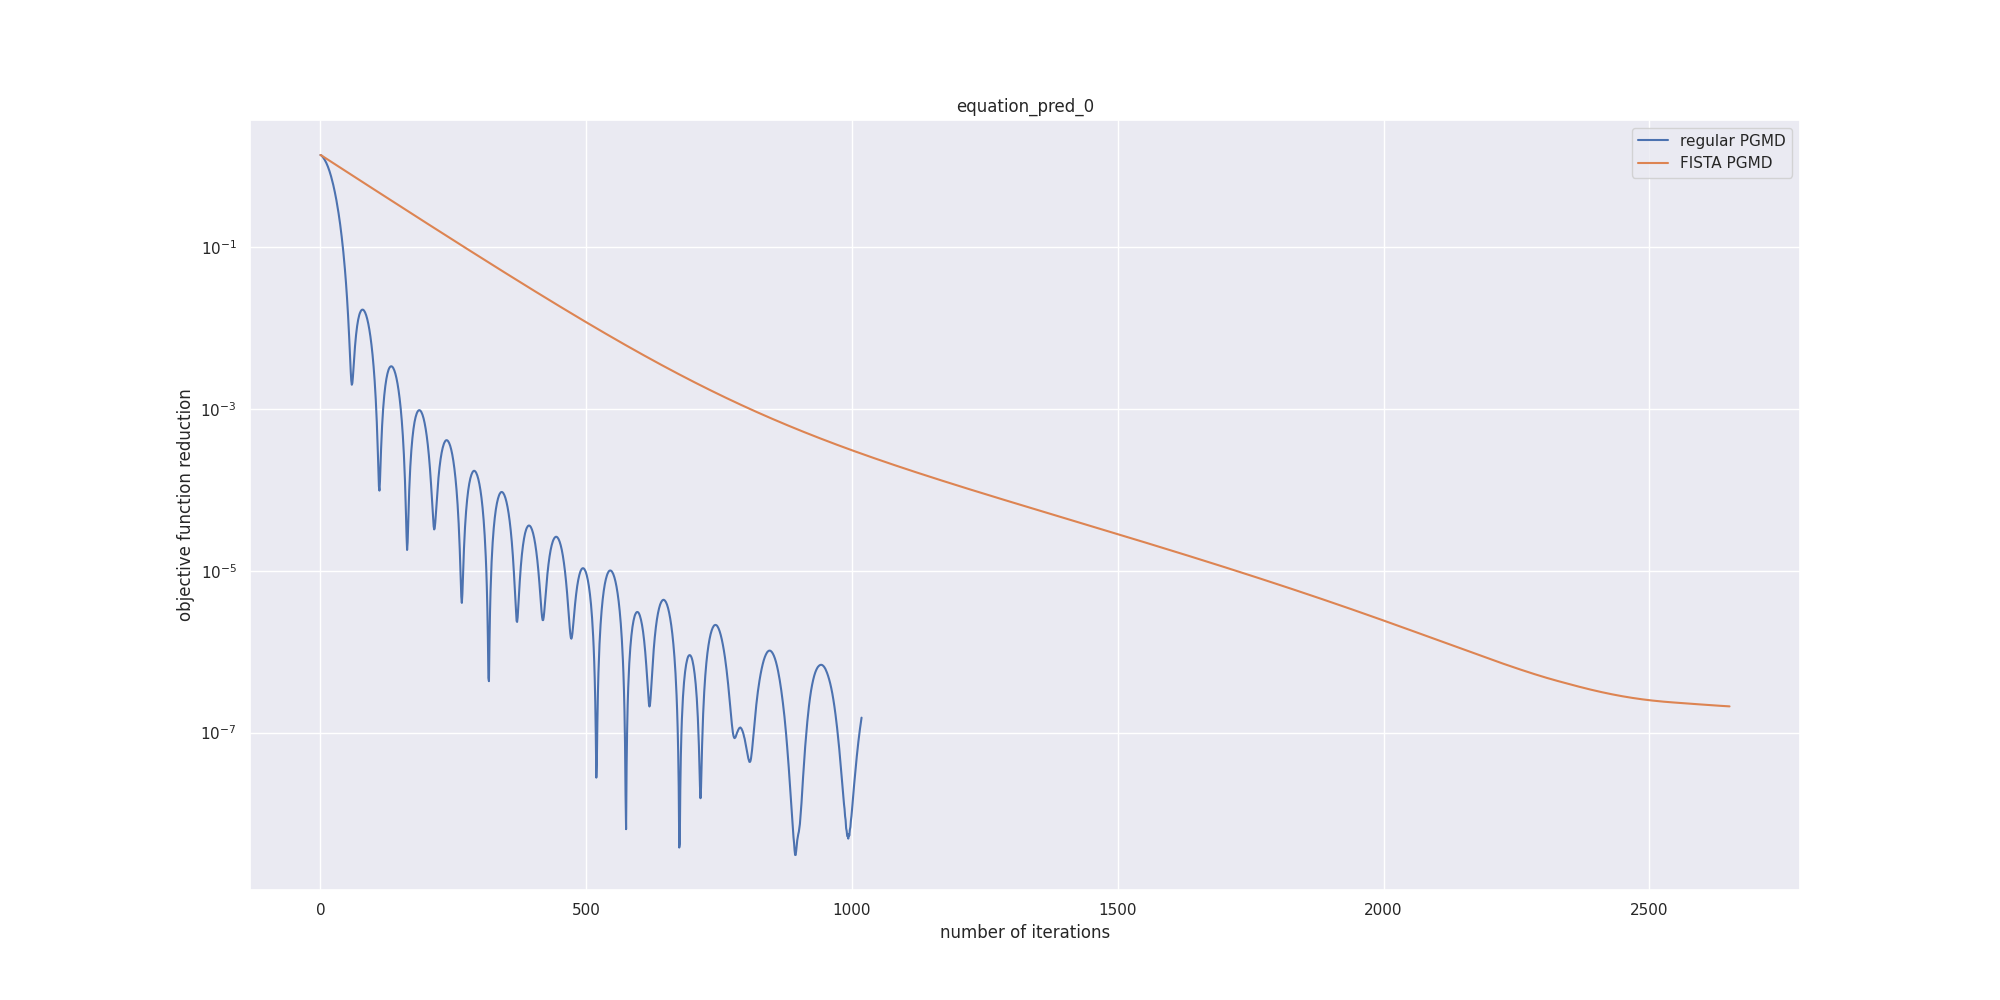 equation_pred_0
regular PGMD
FISTA PGMD
objective function reduction
10⁻¹
10⁻³
10⁻⁵
10⁻⁷
0 500 1000 1500 2000 2500
number of iterations